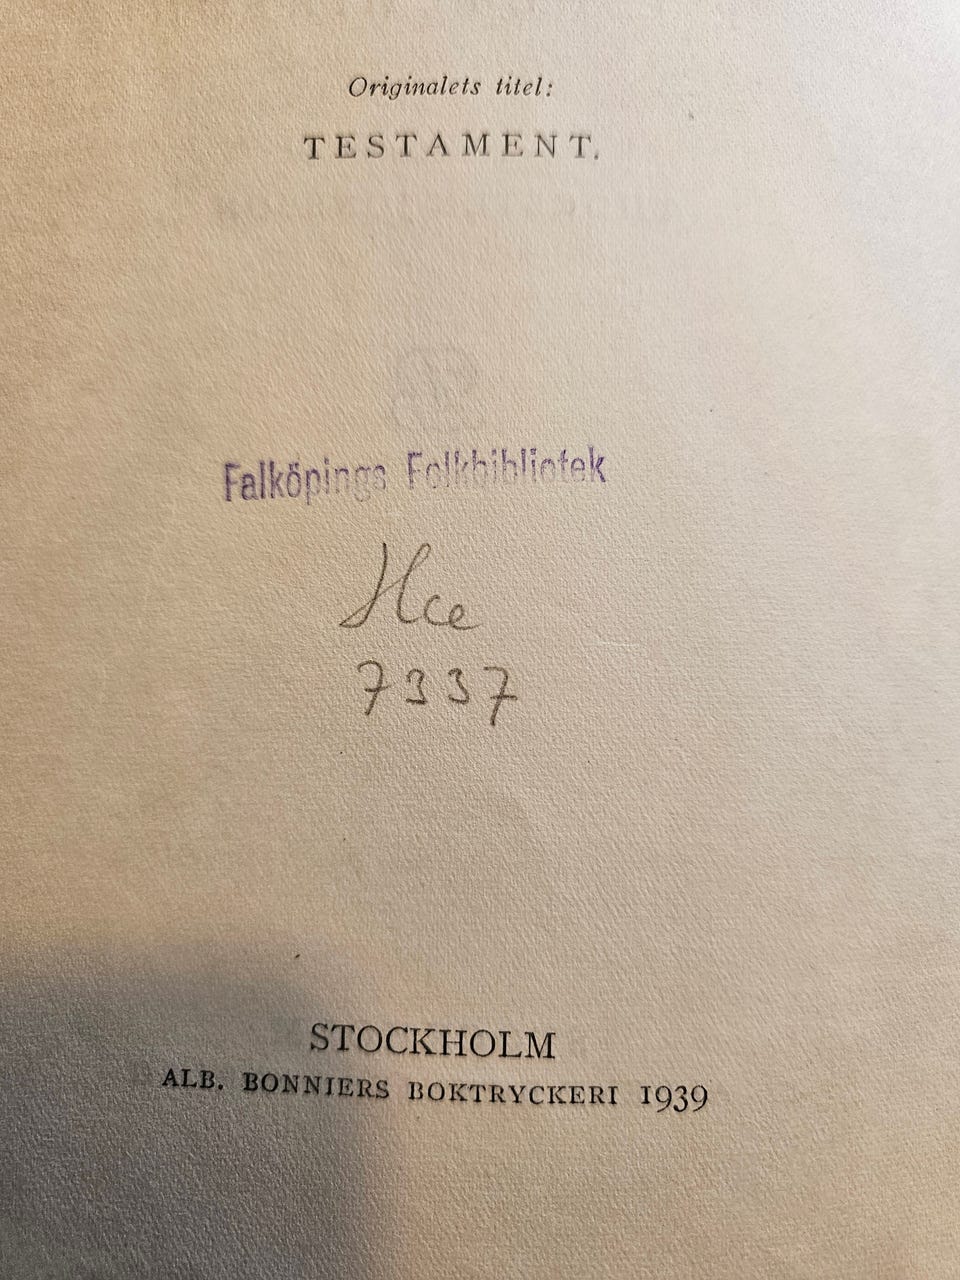 Originalets titel:
TESTAMENT.
Falköpings Folkbibliotek
Hce
7337
STOCKHOLM
ALB. BONNIERS BOKTRYCKERI 1939